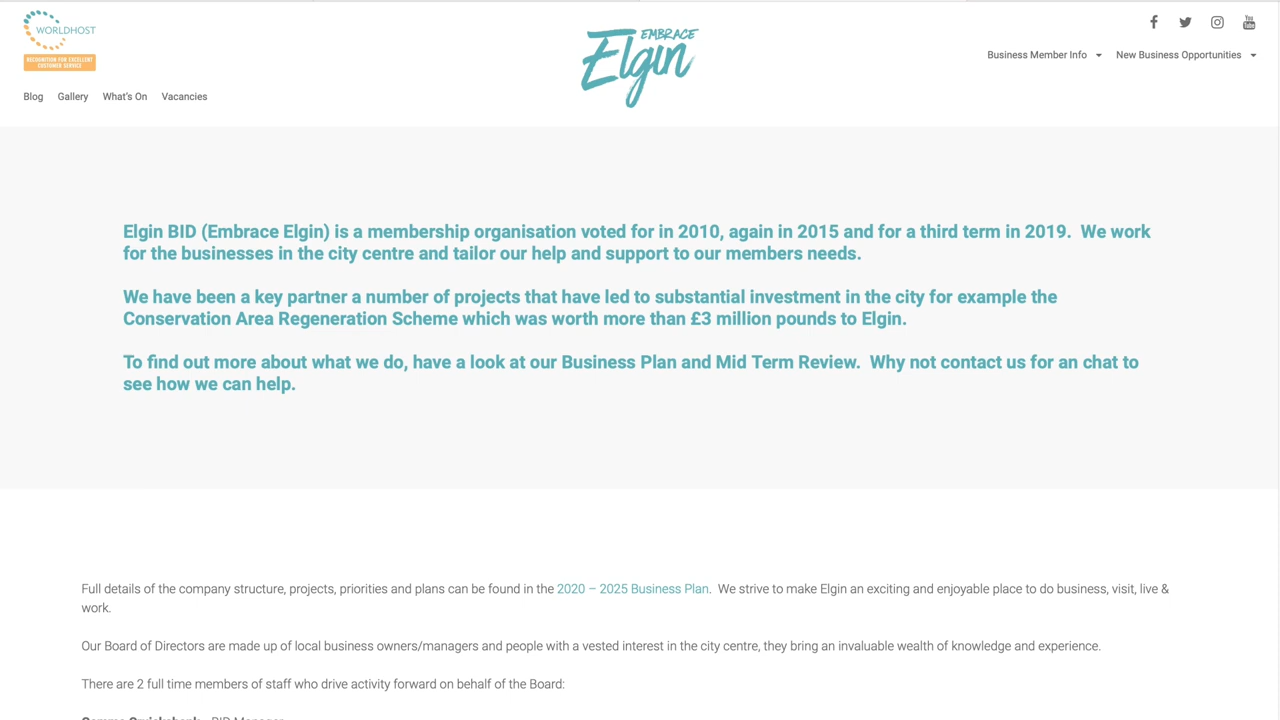 WORLDHOST
RECOGNITION FOR EXCELLENT
CUSTOMER SERVICE
EMBRACE
Elgin
You
Tube
Business Member Info
New Business Opportunities
Blog
Gallery
What's On
Vacancies
Elgin BID (Embrace Elgin) is a membership organisation voted for in 2010, again in 2015 and for a third term in 2019.  We work
for the businesses in the city centre and tailor our help and support to our members needs.
We have been a key partner a number of projects that have led to substantial investment in the city for example the
Conservation Area Regeneration Scheme which was worth more than £3 million pounds to Elgin.
To find out more about what we do, have a look at our Business Plan and Mid Term Review.  Why not contact us for an chat to
see how we can help.
Full details of the company structure, projects, priorities and plans can be found in the 2020 – 2025 Business Plan.  We strive to make Elgin an exciting and enjoyable place to do business, visit, live &
work.
Our Board of Directors are made up of local business owners/managers and people with a vested interest in the city centre, they bring an invaluable wealth of knowledge and experience.
There are 2 full time members of staff who drive activity forward on behalf of the Board: